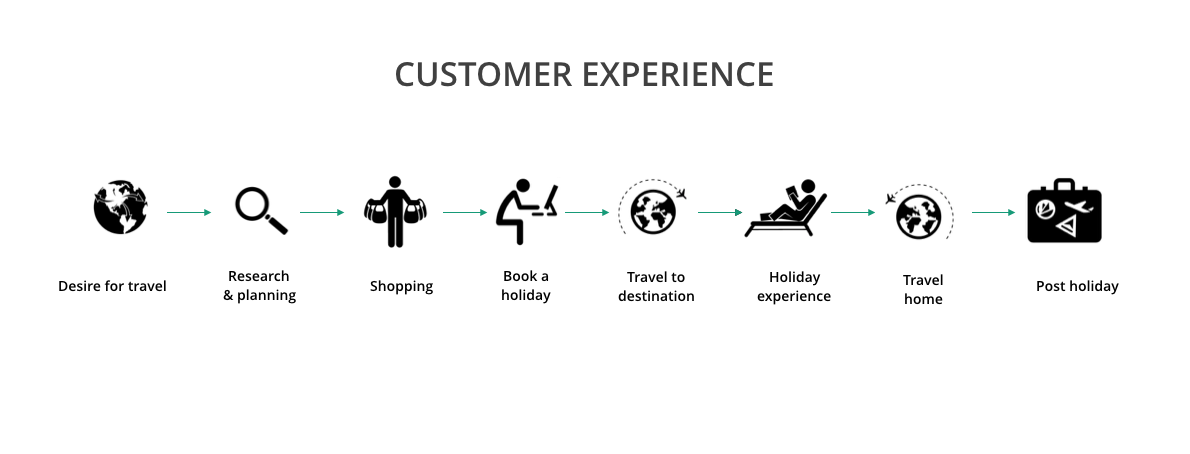 CUSTOMER EXPERIENCE
Desire for travel
Research
& planning
Shopping
Book a
holiday
Travel to
destination
Holiday
experience
Travel
home
Post holiday